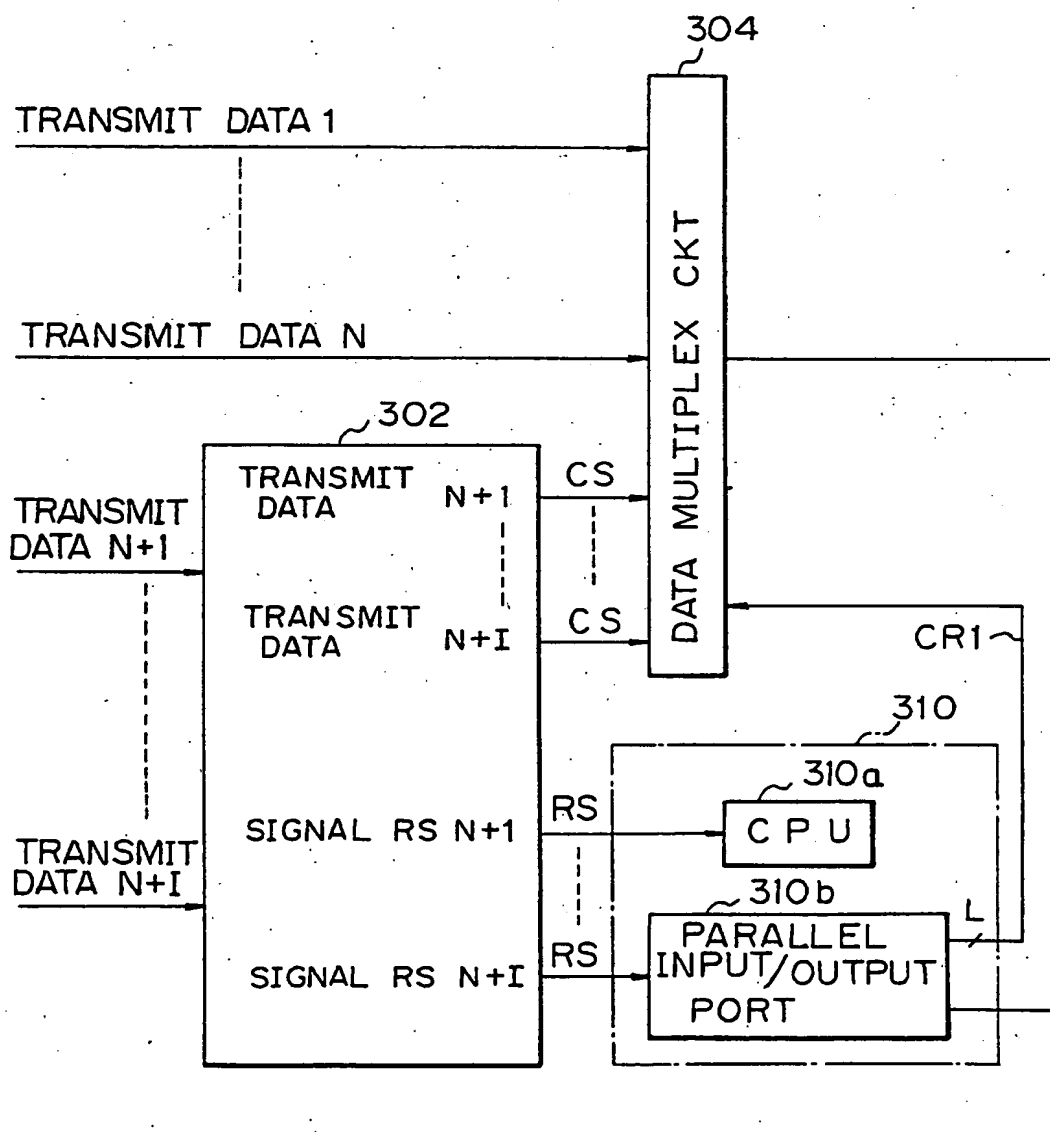 304
TRANSMIT DATA 1
DATA MULTIPLEX CKT
TRANSMIT DATA N
302
TRANSMIT
DATA N+1
CS
TRANSMIT
DATA N+1
TRANSMIT
DATA N+I
CS
CR1
310
310a
SIGNAL RS N+1
RS
CPU
TRANSMIT
DATA N+I
310b
L
SIGNAL RS N+I
RS
PARALLEL
INPUT/OUTPUT
PORT